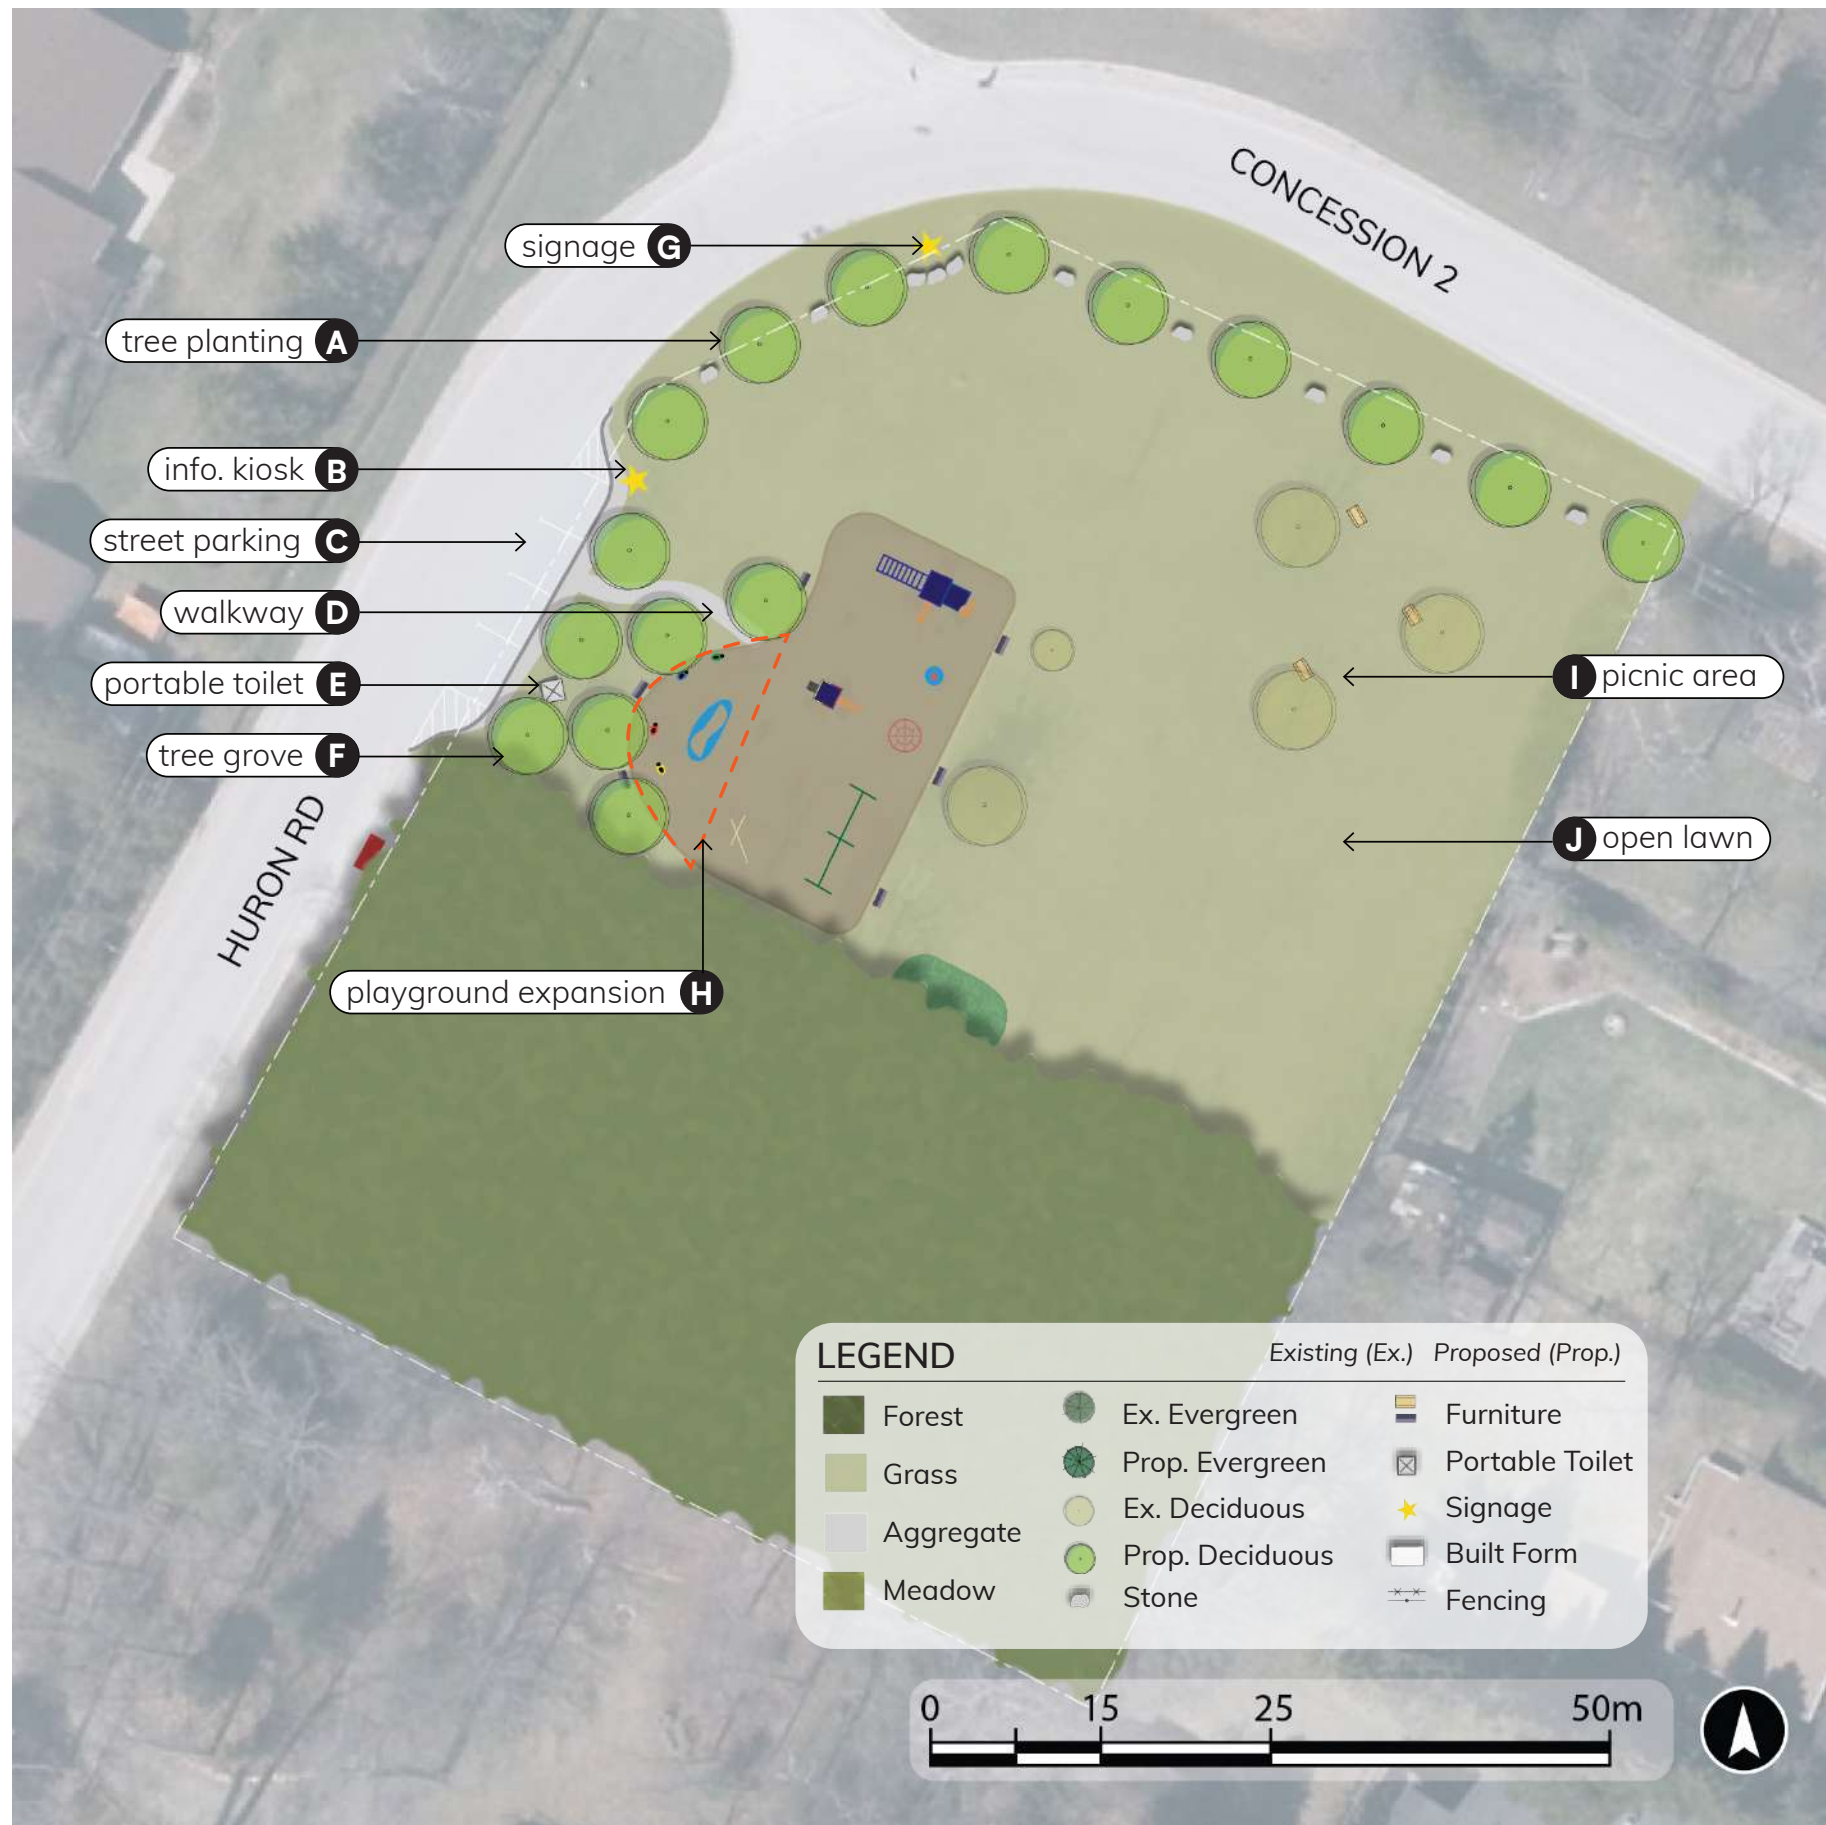 CONCESSION 2
signage G
tree planting A
info. kiosk B
street parking C
walkway D
portable toilet E
tree grove F
I picnic area
J open lawn
HURON RD
playground expansion H
LEGEND
Existing (Ex.) Proposed (Prop.)
Forest
Grass
Aggregate
Meadow
Ex. Evergreen
Prop. Evergreen
Ex. Deciduous
Prop. Deciduous
Stone
Furniture
Portable Toilet
Signage
Built Form
Fencing
0 15 25 50m